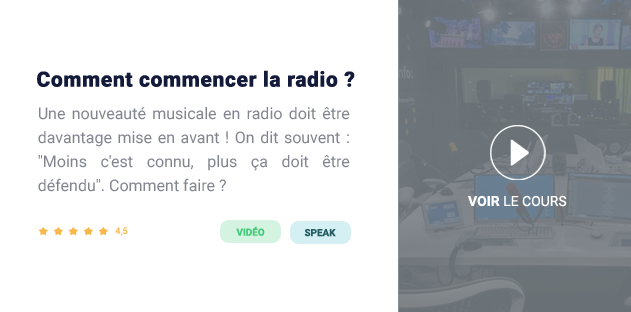 Comment commencer la radio ?
Une nouveauté musicale en radio doit être
davantage mise en avant ! On dit souvent :
"Moins c'est connu, plus ça doit être
défendu". Comment faire ?
4,5
VIDÉO
SPEAK
VOIR LE COURS